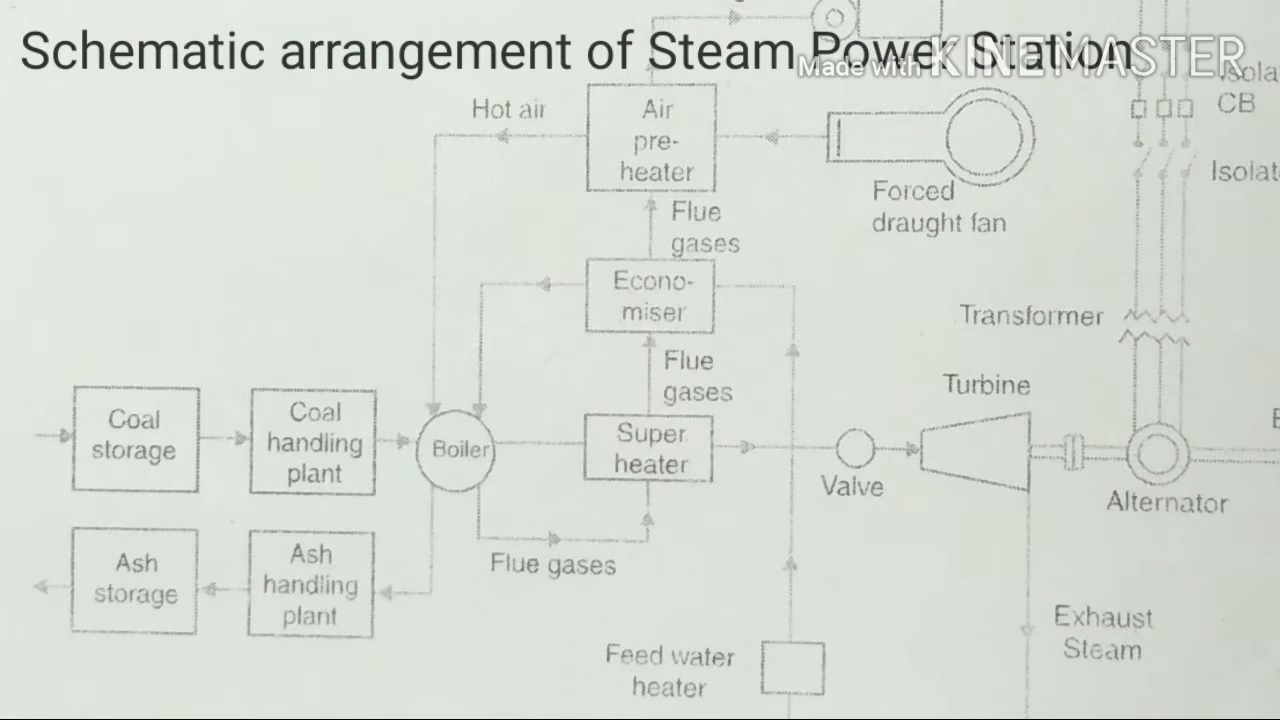 Schematic arrangement of Steam Power Station
Made with KINEMASTER
Hot air
Air
pre-
heater
CB
Forced
draught fan
Flue
gases
Econo-
miser
Transformer
Flue
gases
Turbine
Coal
storage
Coal
handling
plant
Boiler
Super
heater
Valve
Alternator
Ash
storage
Ash
handling
plant
Flue gases
Exhaust
Steam
Feed water
heater